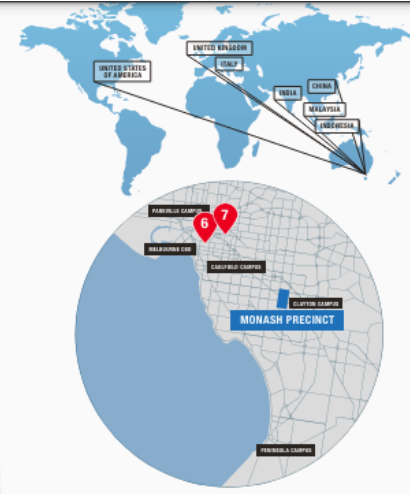 UNITED KINGDOM
ITALY
UNITED STATES
OF AMERICA
CHINA
INDIA
MALAYSIA
INDONESIA
PARKVILLE CAMPUS
6
7
MELBOURNE CBD
CAULFIELD CAMPUS
CLAYTON CAMPUS
MONASH PRECINCT
PENINSULA CAMPUS